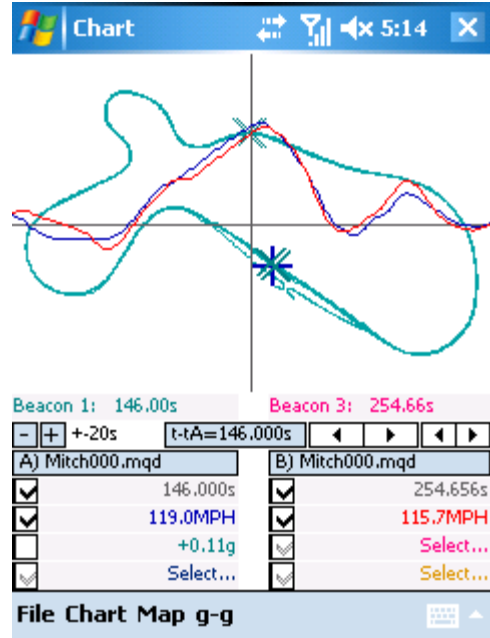 Chart 5:14
Beacon 1: 146.00s Beacon 3: 254.66s
- + +-20s t-tA=146.000s
A) Mitch000.mqd B) Mitch000.mqd
146.000s 254.656s
119.0MPH 115.7MPH
+0.11g Select...
Select... Select...
File Chart Map g-g